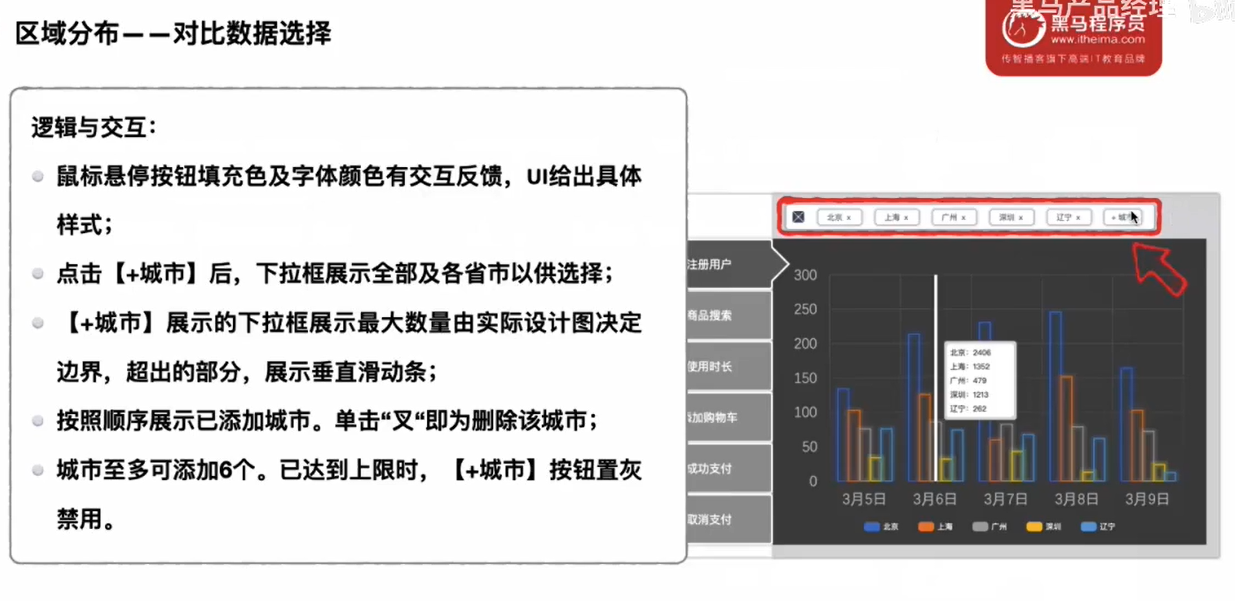 区域分布——对比数据选择
黑马产品经理
黑马程序员
www.itheima.com
传智播客旗下高端IT教育品牌
逻辑与交互：
鼠标悬停按钮填充色及字体颜色有交互反馈，UI给出具体
样式；
点击【+城市】后，下拉框展示全部及各省市以供选择；
【+城市】展示的下拉框展示最大数量由实际设计图决定
边界，超出的部分，展示垂直滑动条；
按照顺序展示已添加城市。单击“叉“即为删除该城市；
城市至多可添加6个。已达到上限时，【+城市】按钮置灰
禁用。
北京 x 上海 x 广州 x 深圳 x 辽宁 x + 城市
注册用户
商品搜索
使用时长
加购物车
成功支付
取消支付
300
250
200
150
100
50
0
北京：2406
上海：1352
广州：479
深圳：1213
辽宁：262
3月5日 3月6日 3月7日 3月8日 3月9日
北京 上海 广州 深圳 辽宁